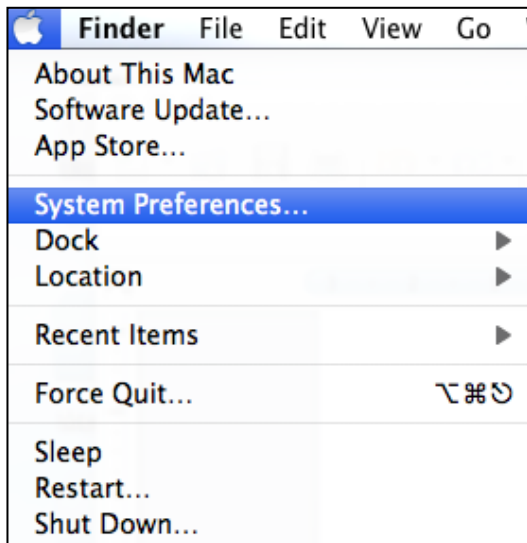 Finder File Edit View Go
About This Mac
Software Update...
App Store...
System Preferences...
Dock
Location
Recent Items
Force Quit... ⌥⌘⎋
Sleep
Restart...
Shut Down...